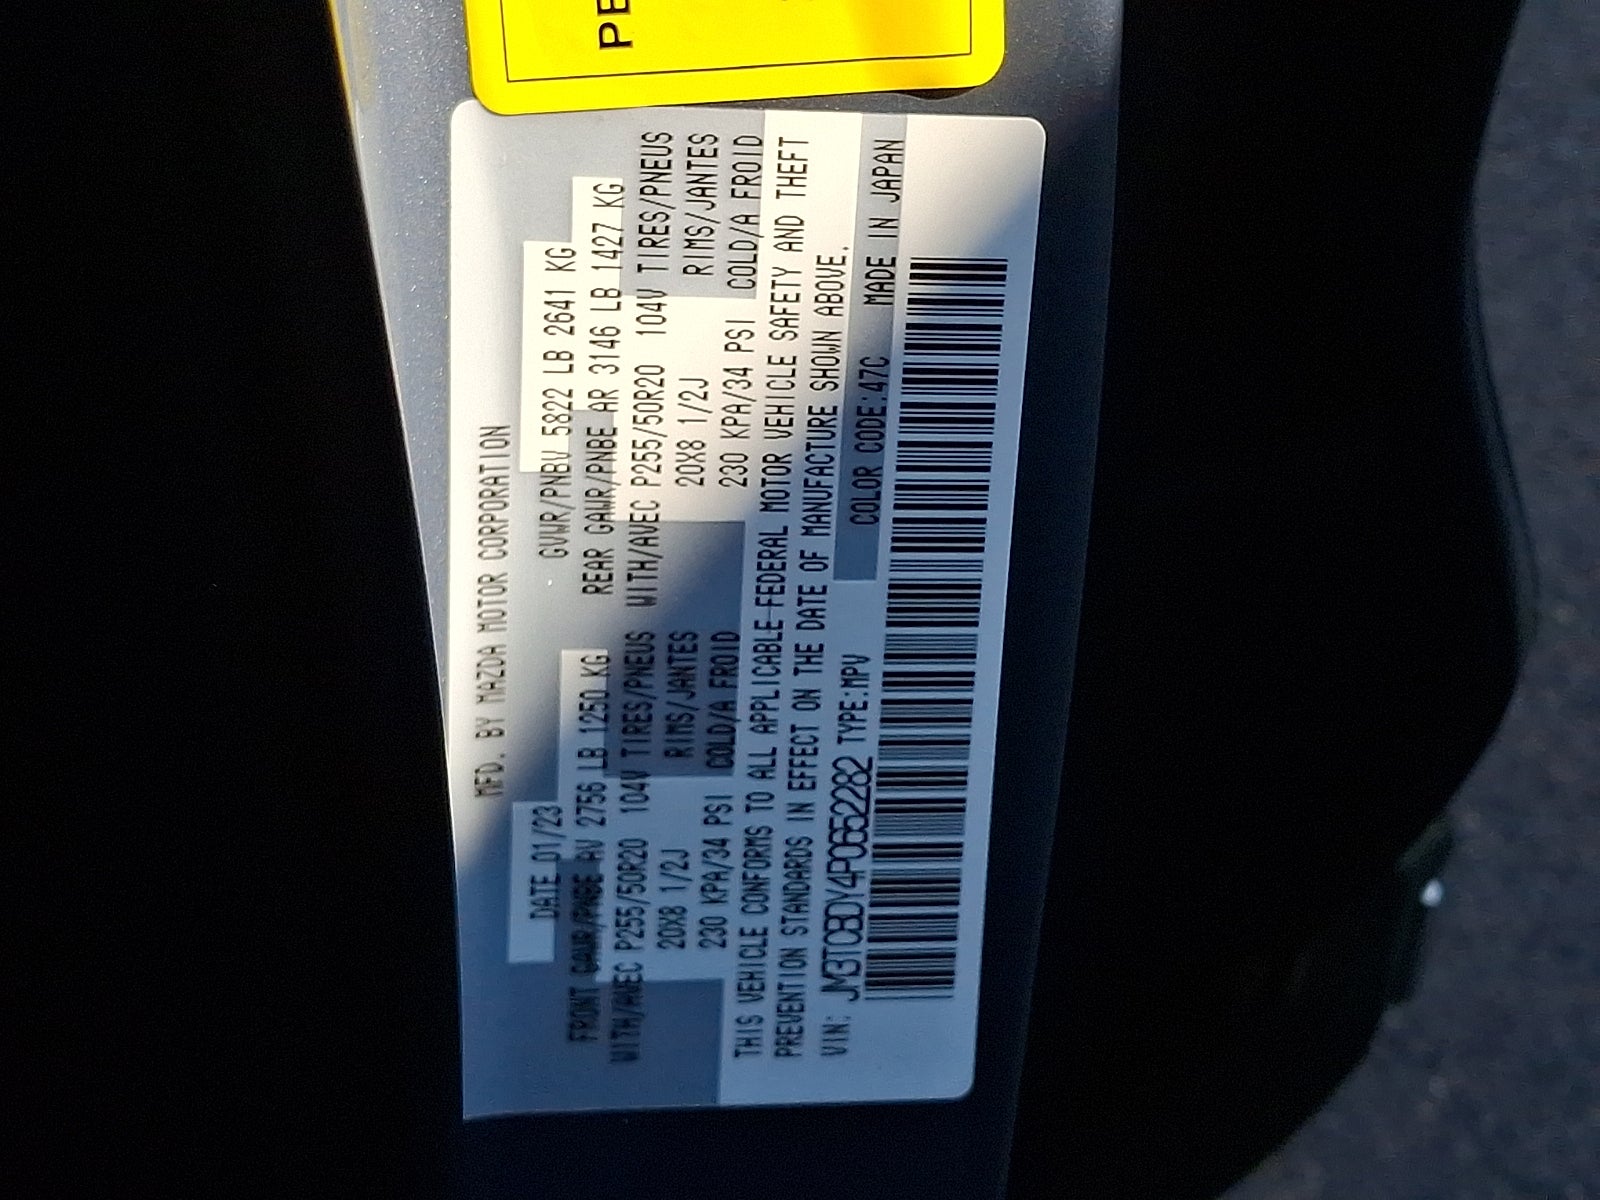 PE
MFD. BY MAZDA MOTOR CORPORATION
DATE 01/23 GVWR/PNBV 5822 LB 2641 KG
FRONT GAWR/PNBE AV 2756 LB 1250 KG REAR GAWR/PNBE AR 3146 LB 1427 KG
WITH/AVEC P255/50R20 104V TIRES/PNEUS WITH/AVEC P255/50R20 104V TIRES/PNEUS
20X8 1/2J RIMS/JANTES 20X8 1/2J RIMS/JANTES
230 KPA/34 PSI COLD/A FROID 230 KPA/34 PSI COLD/A FROID
THIS VEHICLE CONFORMS TO ALL APPLICABLE FEDERAL MOTOR VEHICLE SAFETY AND THEFT
PREVENTION STANDARDS IN EFFECT ON THE DATE OF MANUFACTURE SHOWN ABOVE.
VIN: JM3TCBDY4P0652282 TYPE:MPV COLOR CODE:47C MADE IN JAPAN